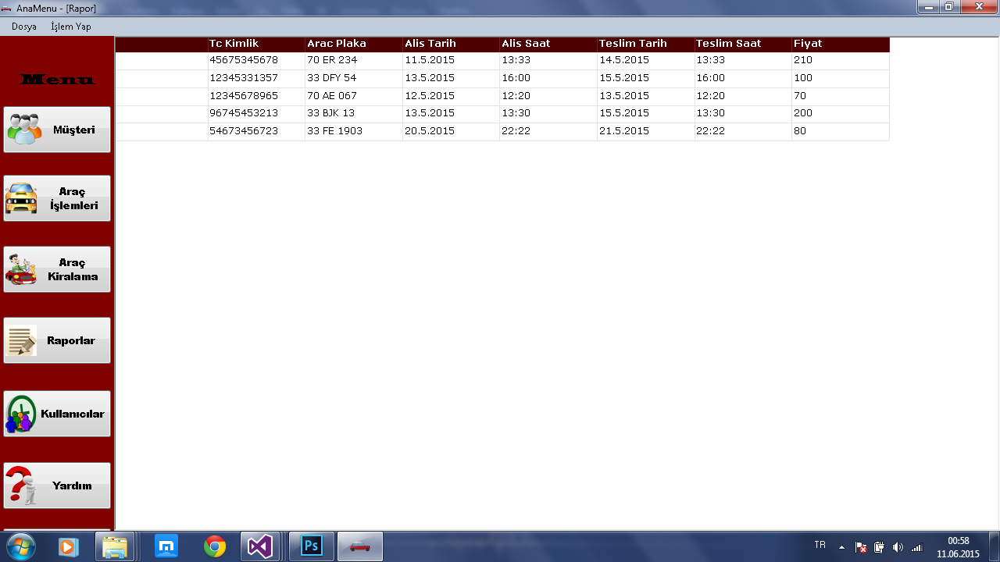 AnaMenu - [Rapor]
Dosya İşlem Yap
Menu
Müşteri
Araç
İşlemleri
Araç
Kiralama
Raporlar
Kullanıcılar
Yardım
Tc Kimlik Arac Plaka Alis Tarih Alis Saat Teslim Tarih Teslim Saat Fiyat
45675345678 70 ER 234 11.5.2015 13:33 14.5.2015 13:33 210
12345331357 33 DFY 54 13.5.2015 16:00 15.5.2015 16:00 100
12345678965 70 AE 067 12.5.2015 12:20 13.5.2015 12:20 70
96745453213 33 BJK 13 13.5.2015 13:30 15.5.2015 13:30 200
54673456723 33 FE 1903 20.5.2015 22:22 21.5.2015 22:22 80
Ps
TR
00:58
11.06.2015